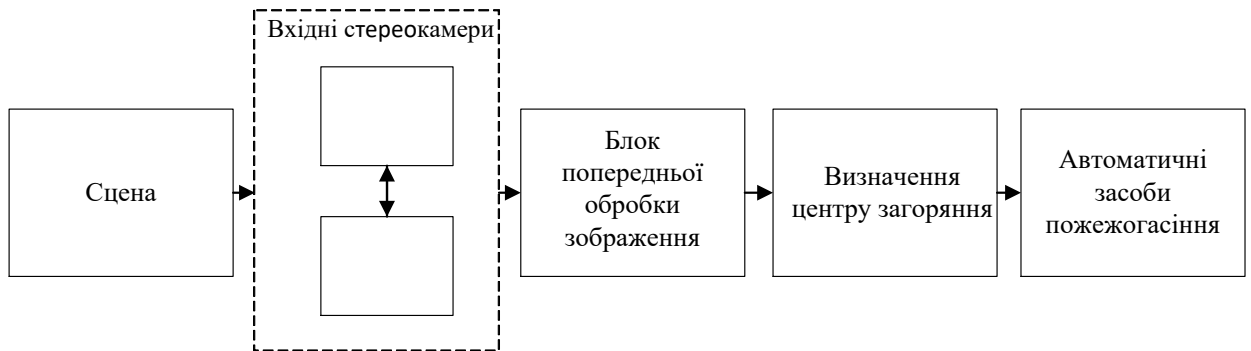 Вхідні стереокамери
Сцена
Блок
попередньої
обробки
зображення
Визначення
центру загоряння
Автоматичні
засоби
пожежогасіння